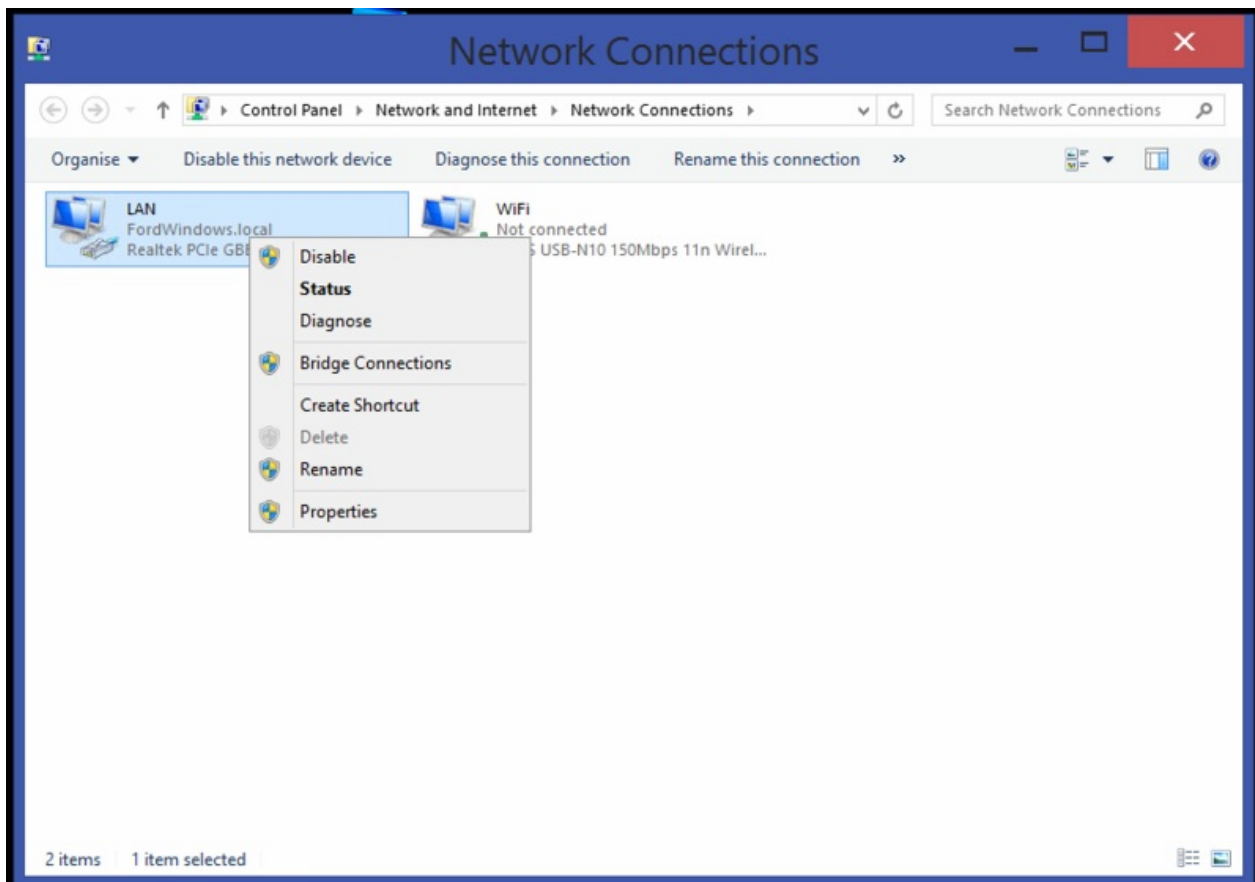 Network Connections
Control Panel Network and Internet Network Connections
Search Network Connections
Organise Disable this network device Diagnose this connection Rename this connection »
LAN
FordWindows.local
Realtek PCIe GBE
WiFi
Not connected
USB-N10 150Mbps 11n Wirel...
Disable
Status
Diagnose
Bridge Connections
Create Shortcut
Delete
Rename
Properties
2 items 1 item selected